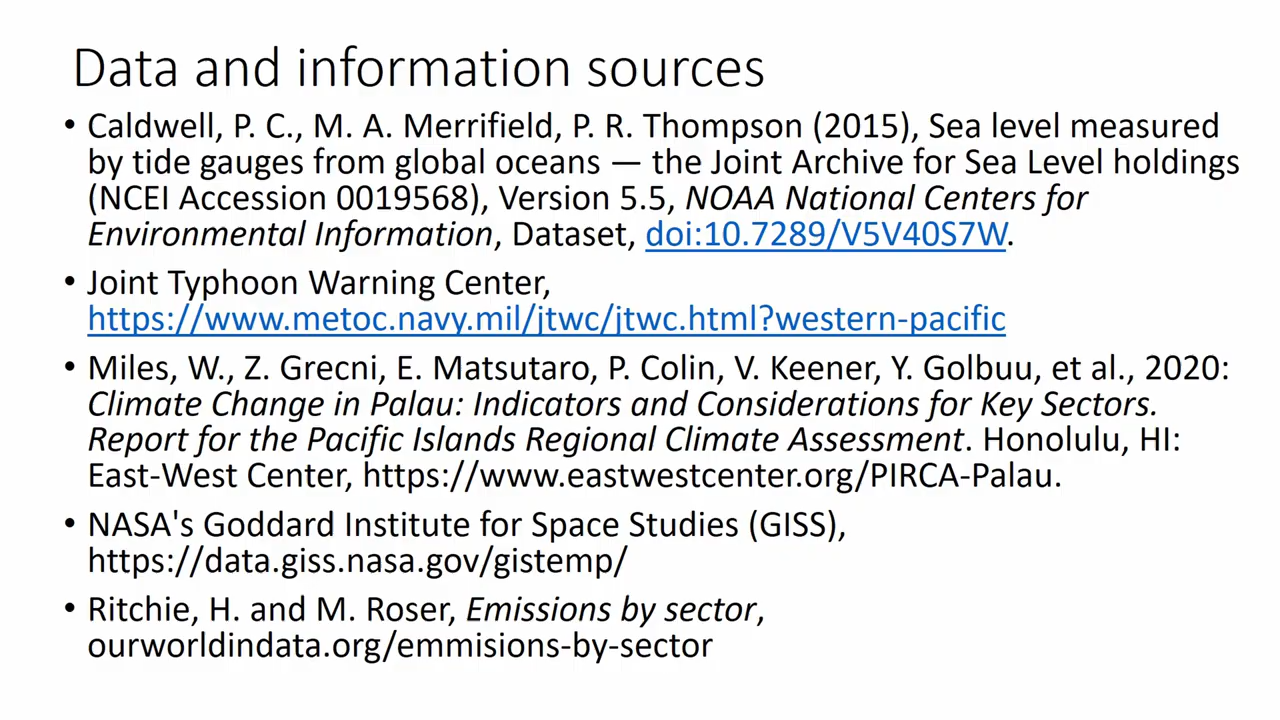 Data and information sources
• Caldwell, P. C., M. A. Merrifield, P. R. Thompson (2015), Sea level measured
by tide gauges from global oceans — the Joint Archive for Sea Level holdings
(NCEI Accession 0019568), Version 5.5, NOAA National Centers for
Environmental Information, Dataset, doi:10.7289/V5V40S7W.
• Joint Typhoon Warning Center,
https://www.metoc.navy.mil/jtwc/jtwc.html?western-pacific
• Miles, W., Z. Grecni, E. Matsutaro, P. Colin, V. Keener, Y. Golbuu, et al., 2020:
Climate Change in Palau: Indicators and Considerations for Key Sectors.
Report for the Pacific Islands Regional Climate Assessment. Honolulu, HI:
East-West Center, https://www.eastwestcenter.org/PIRCA-Palau.
• NASA's Goddard Institute for Space Studies (GISS),
https://data.giss.nasa.gov/gistemp/
• Ritchie, H. and M. Roser, Emissions by sector,
ourworldindata.org/emmisions-by-sector